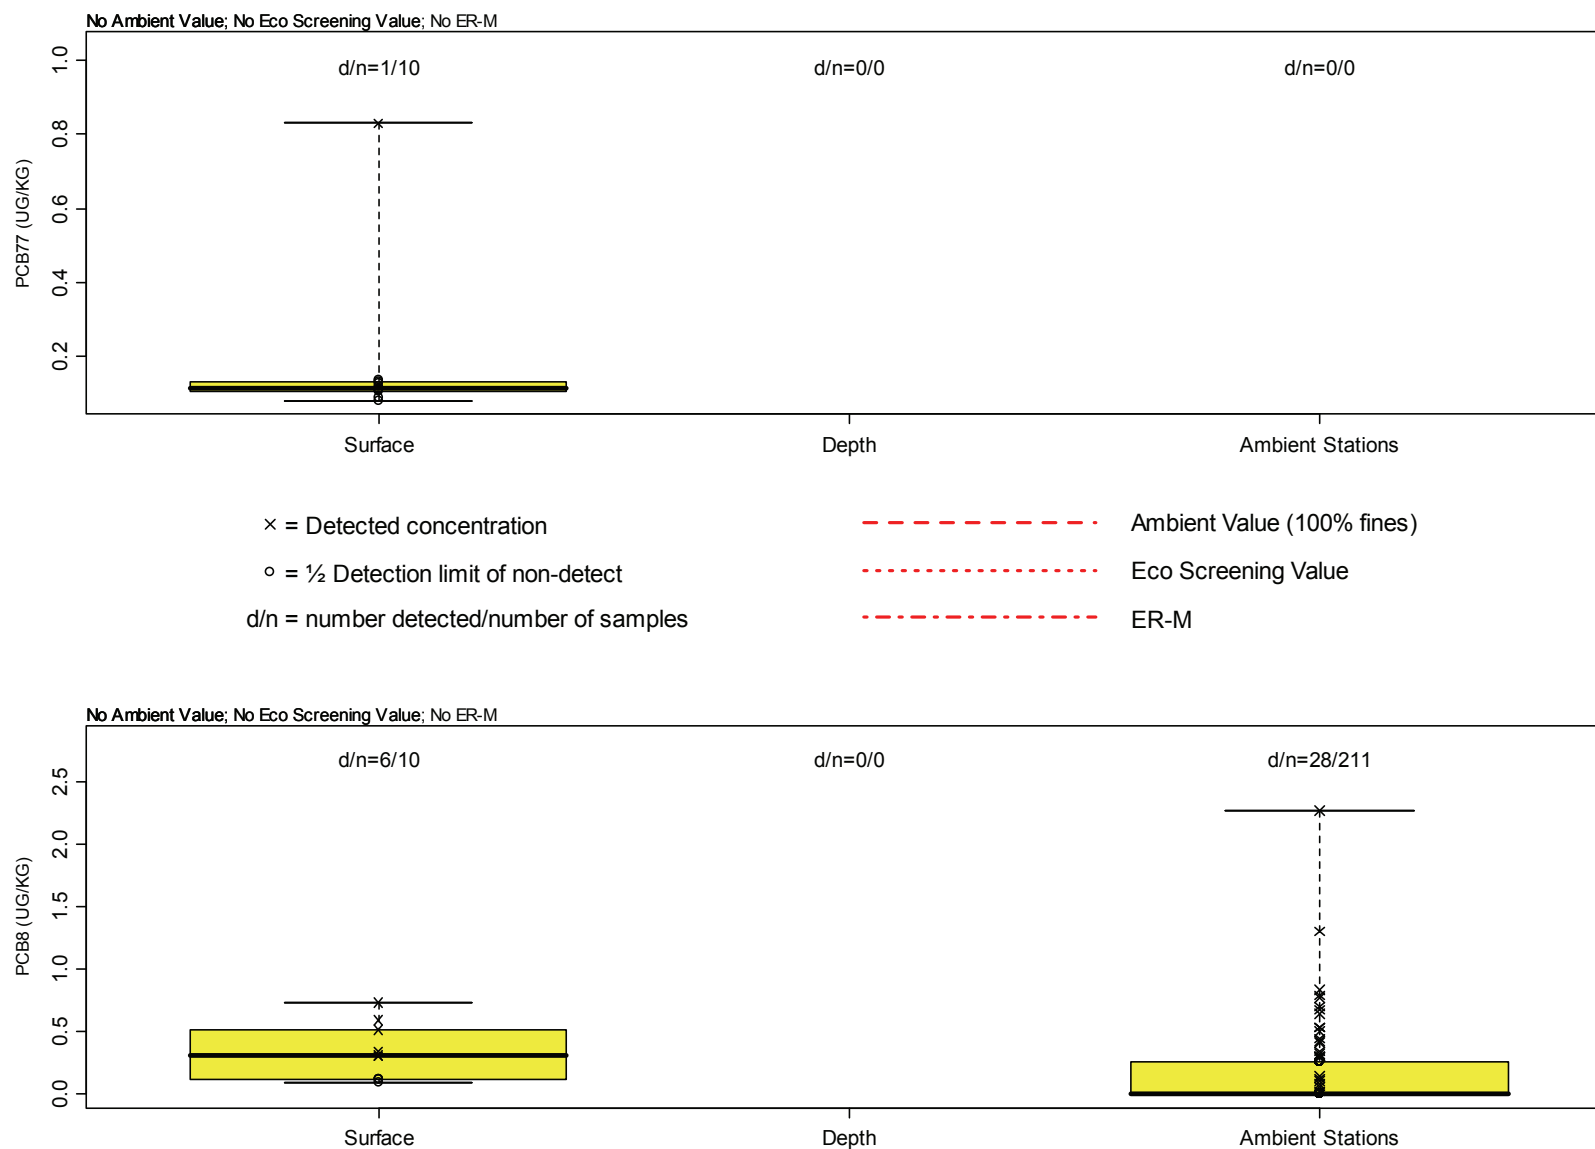 No Ambient Value; No Eco Screening Value; No ER-M
d/n=1/10 d/n=0/0 d/n=0/0
1.0
0.8
0.6
0.4
0.2
PCB77 (UG/KG)
Surface Depth Ambient Stations
× = Detected concentration
o = ½ Detection limit of non-detect
d/n = number detected/number of samples
Ambient Value (100% fines)
Eco Screening Value
ER-M
No Ambient Value; No Eco Screening Value; No ER-M
d/n=6/10 d/n=0/0 d/n=28/211
2.5
2.0
1.5
1.0
0.5
0.0
PCB8 (UG/KG)
Surface Depth Ambient Stations